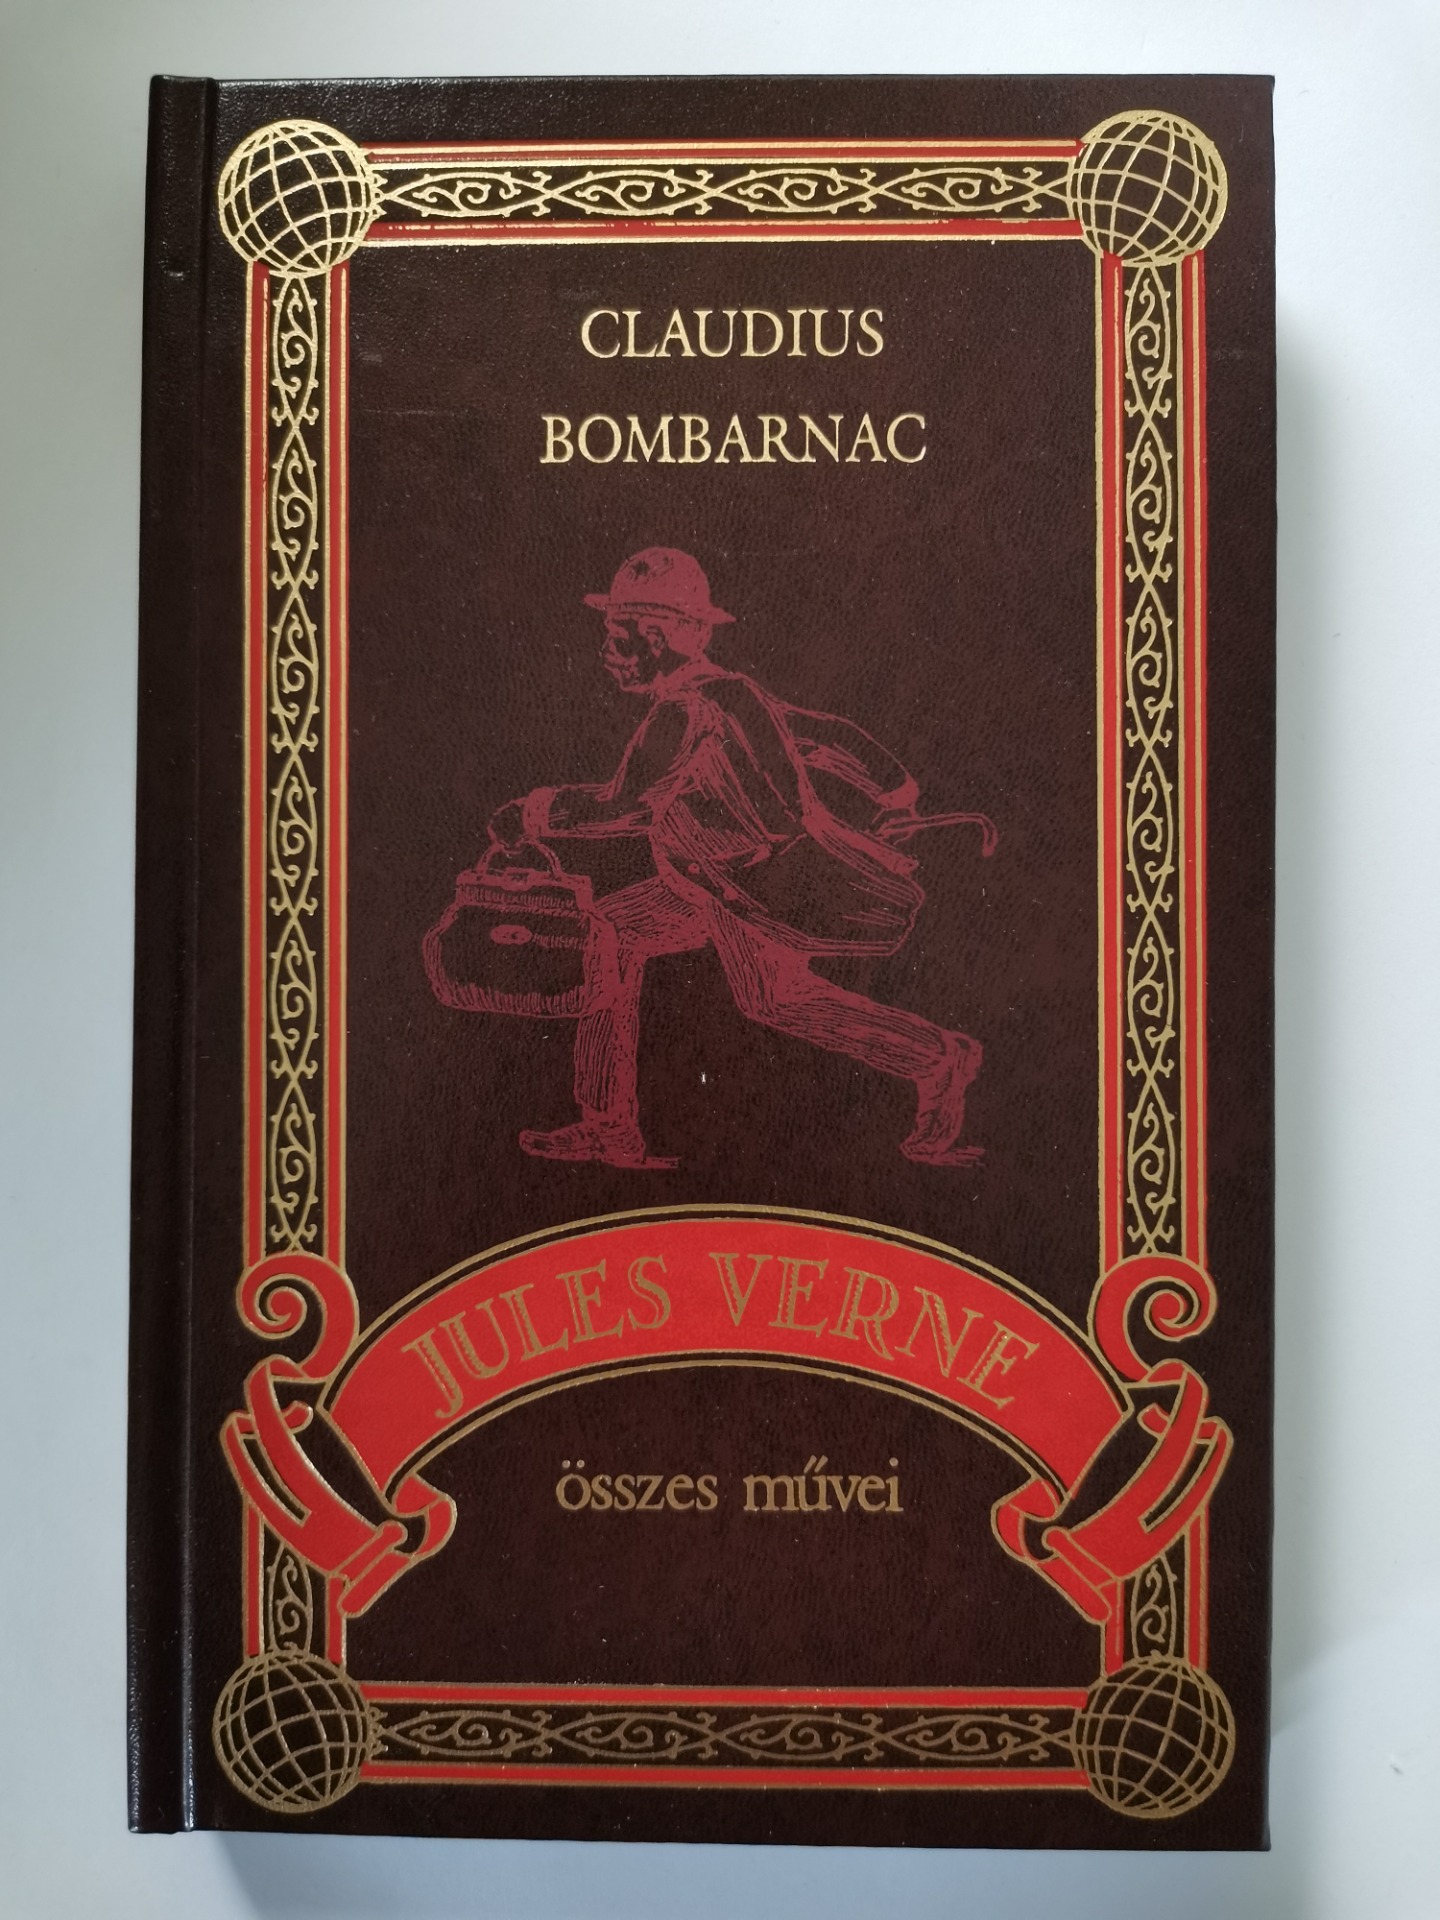 CLAUDIUS
BOMBARNAC
JULES VERNE
összes művei